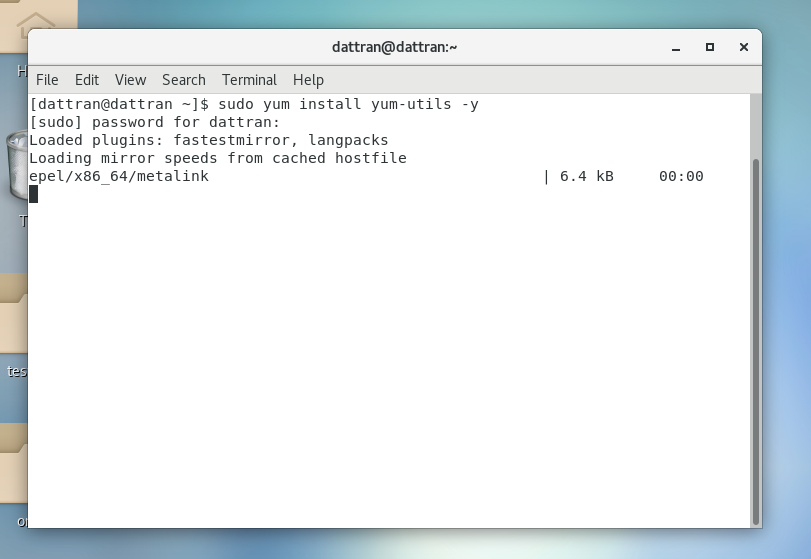 dattran@dattran:~
File Edit View Search Terminal Help
[dattran@dattran ~]$ sudo yum install yum-utils -y
[sudo] password for dattran:
Loaded plugins: fastestmirror, langpacks
Loading mirror speeds from cached hostfile
epel/x86_64/metalink | 6.4 kB 00:00
H
T
tes